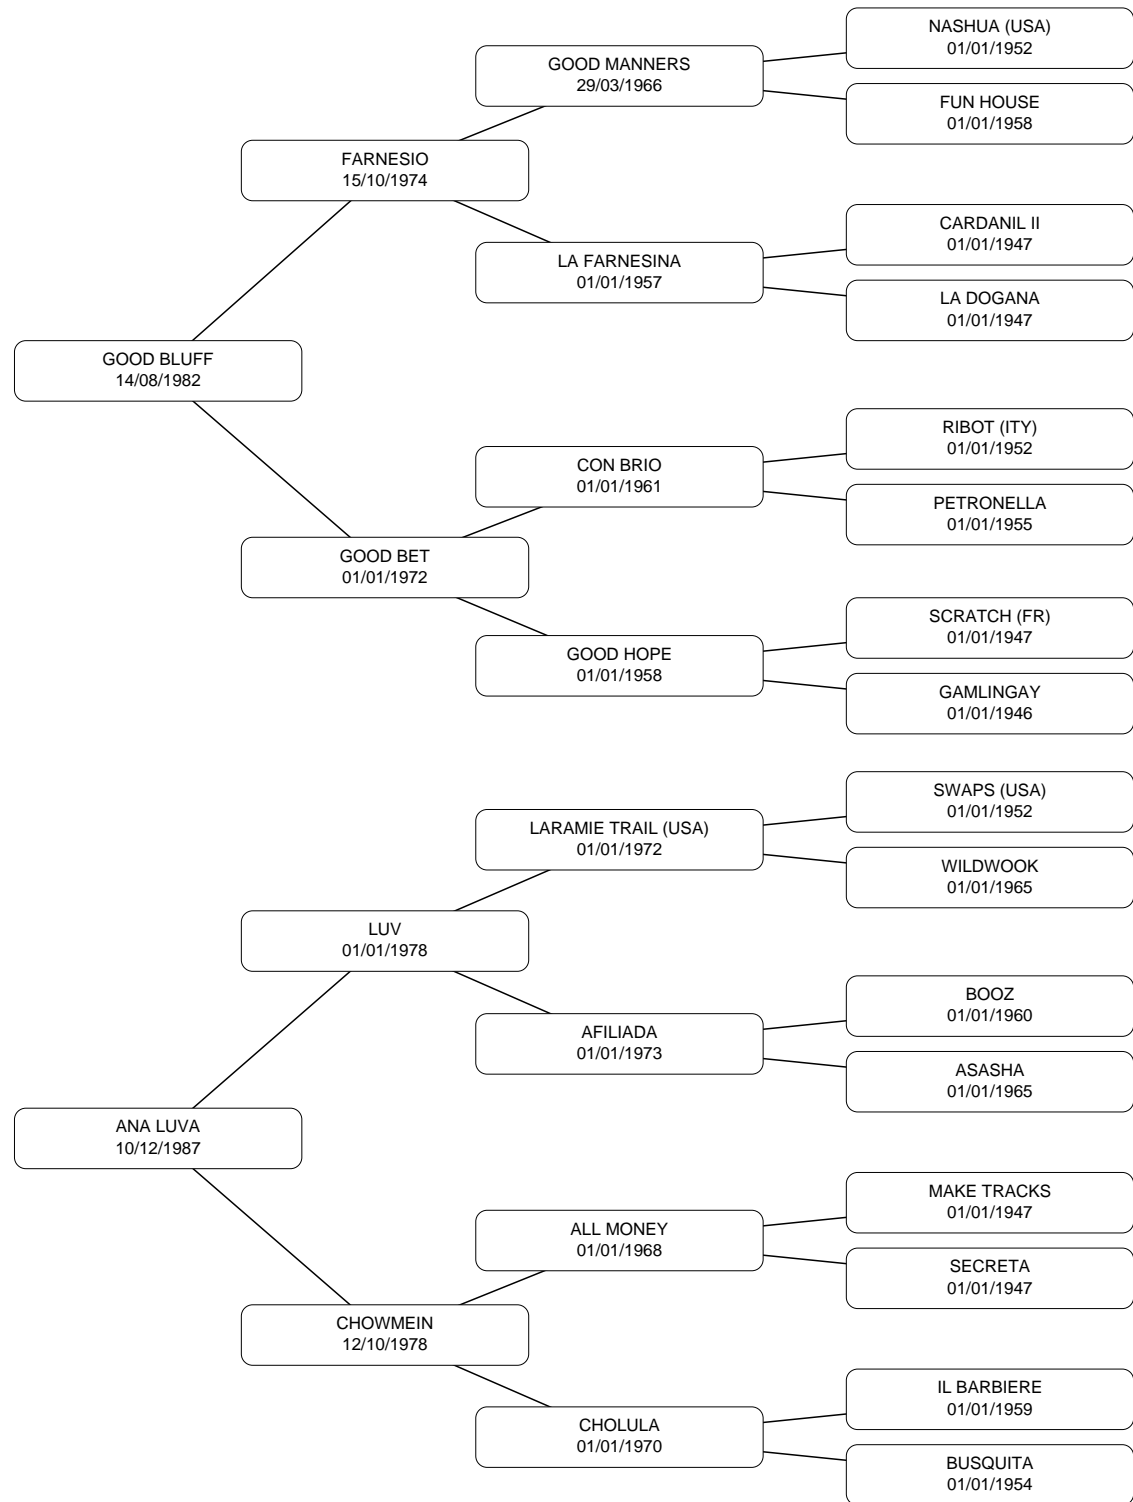 NASHUA (USA)
01/01/1952
GOOD MANNERS
29/03/1966
FUN HOUSE
01/01/1958
FARNESIO
15/10/1974
CARDANIL II
01/01/1947
LA FARNESINA
01/01/1957
LA DOGANA
01/01/1947
GOOD BLUFF
14/08/1982
RIBOT (ITY)
01/01/1952
CON BRIO
01/01/1961
PETRONELLA
01/01/1955
GOOD BET
01/01/1972
SCRATCH (FR)
01/01/1947
GOOD HOPE
01/01/1958
GAMLINGAY
01/01/1946
SWAPS (USA)
01/01/1952
LARAMIE TRAIL (USA)
01/01/1972
WILDWOOK
01/01/1965
LUV
01/01/1978
BOOZ
01/01/1960
AFILIADA
01/01/1973
ASASHA
01/01/1965
ANA LUVA
10/12/1987
MAKE TRACKS
01/01/1947
ALL MONEY
01/01/1968
SECRETA
01/01/1947
CHOWMEIN
12/10/1978
IL BARBIERE
01/01/1959
CHOLULA
01/01/1970
BUSQUITA
01/01/1954